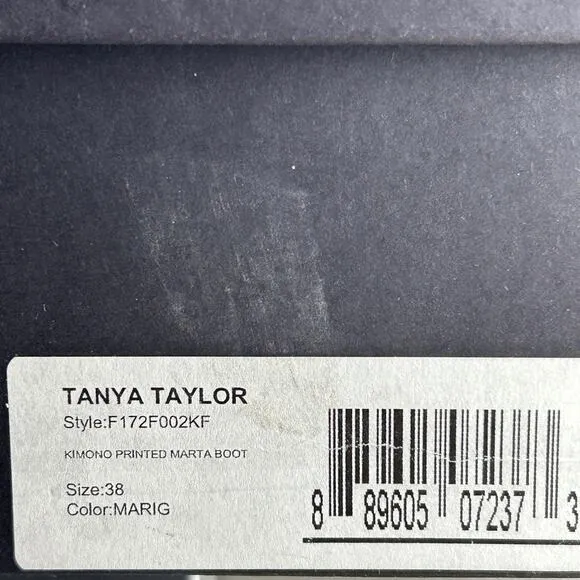 TANYA TAYLOR
Style:F172F002KF
KIMONO PRINTED MARTA BOOT
Size:38
Color:MARIG
8 89605 07237 3